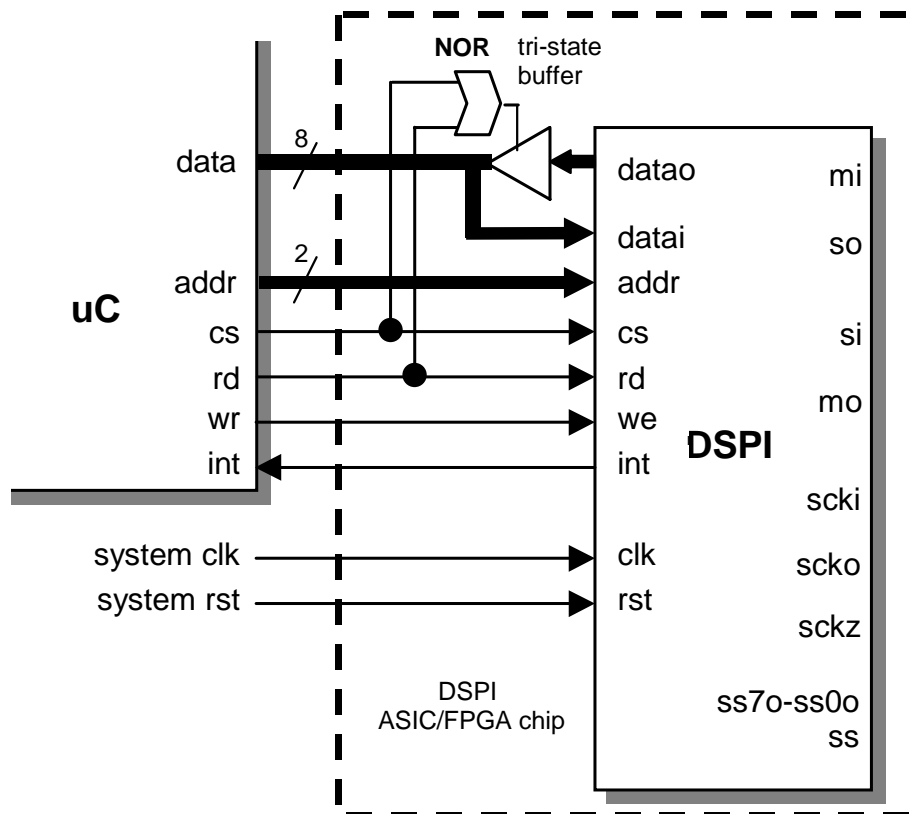 NOR tri-state
buffer
8
data datao mi
datai so
2
addr addr
uC
cs cs si
rd rd
mo
wr we
DSPI
int int
scki
system clk clk scko
system rst rst
sckz
DSPI
ASIC/FPGA chip
ss7o-ss0o
ss